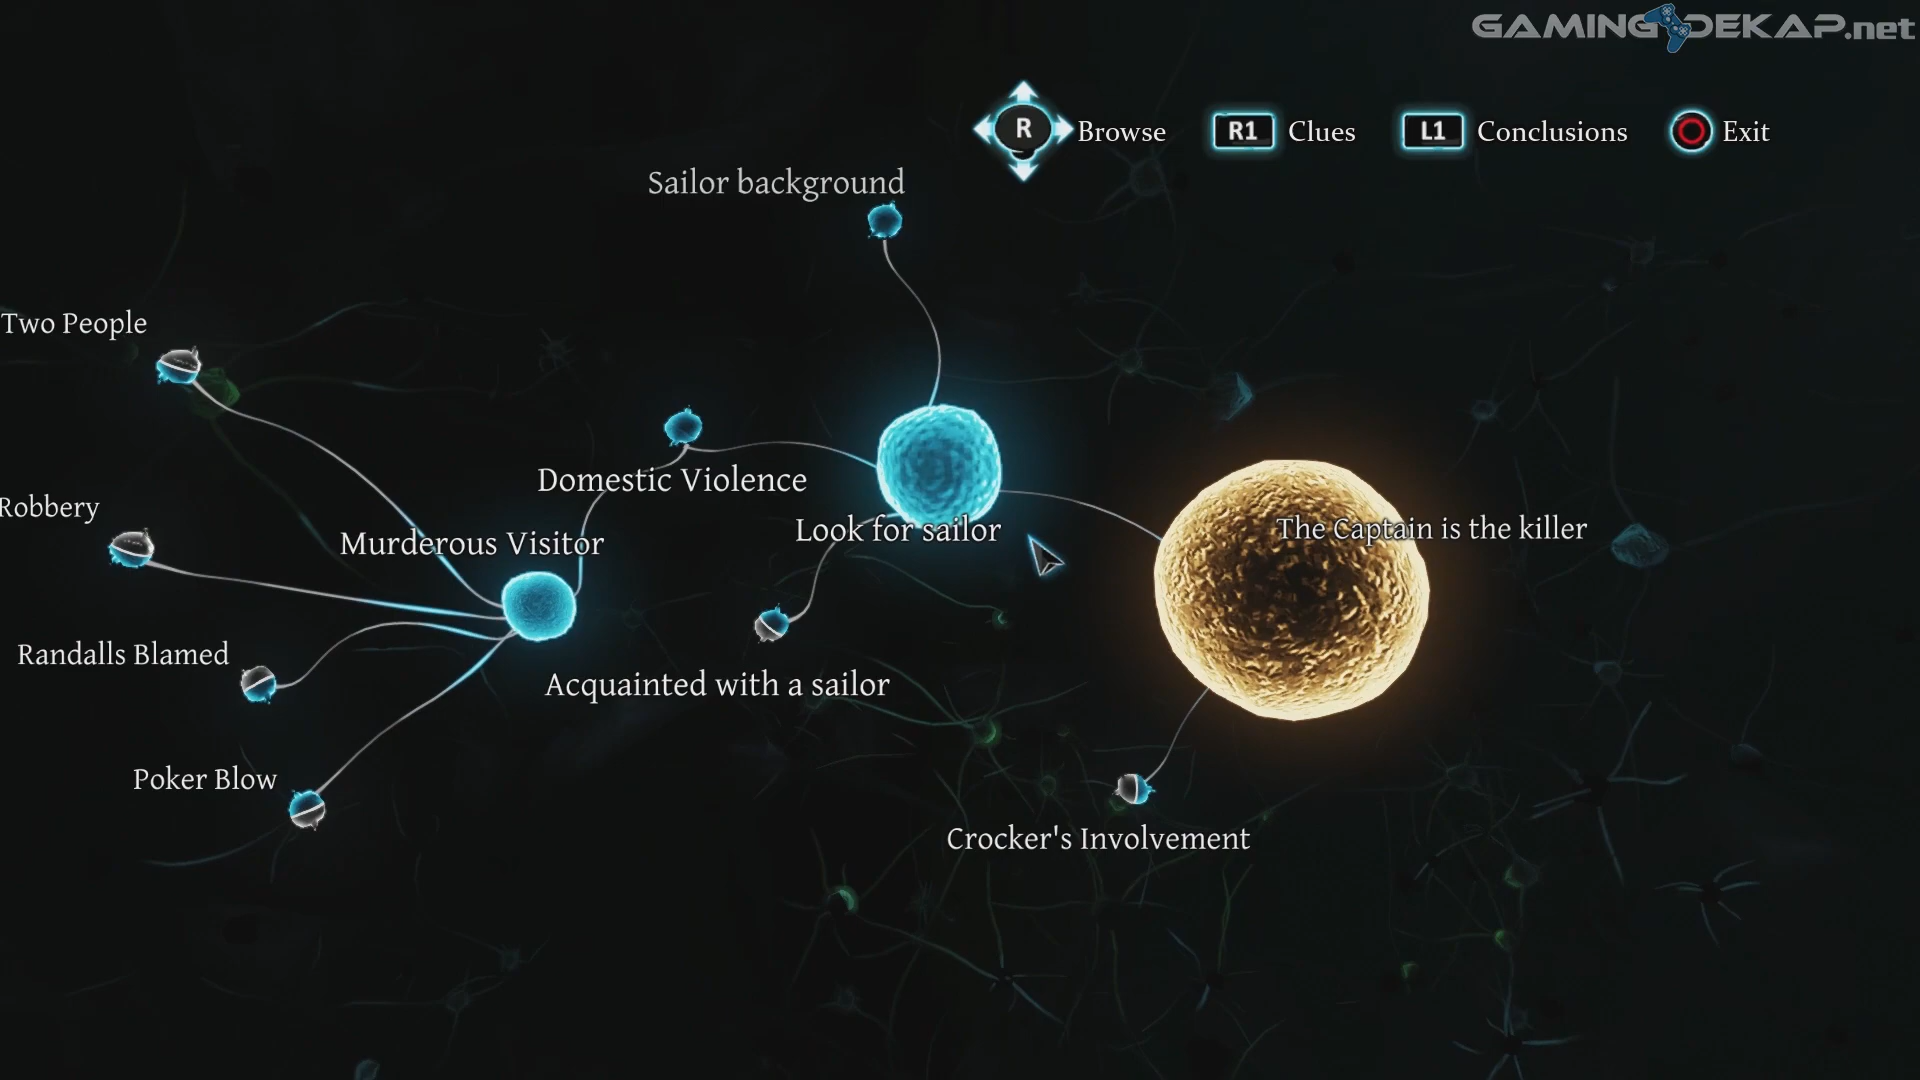 GAMINGDEKAP.net
R Browse R1 Clues L1 Conclusions Exit
Sailor background
Two People
Domestic Violence
Robbery
Look for sailor
The Captain is the killer
Murderous Visitor
Randalls Blamed
Acquainted with a sailor
Poker Blow
Crocker's Involvement